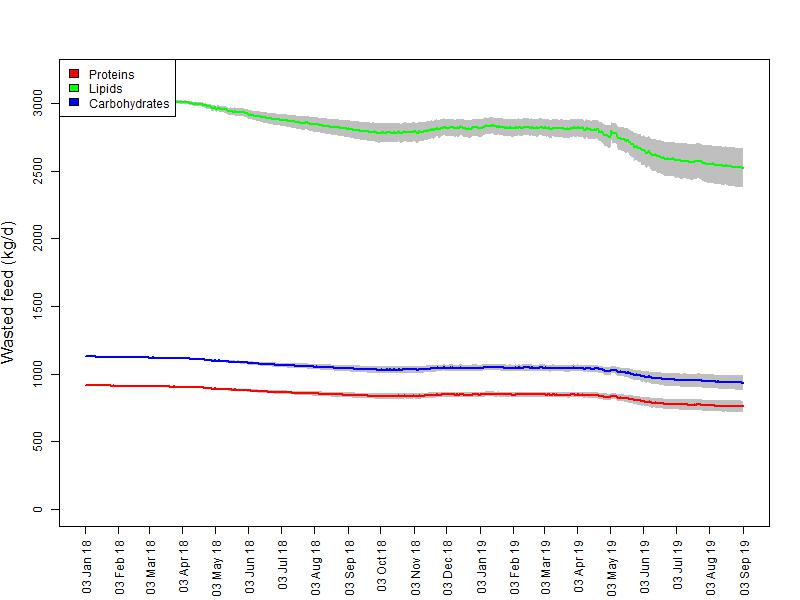 Proteins
Lipids
Carbohydrates
Wasted feed (kg/d)
3000
2500
2000
1500
1000
500
0
03 Jan 18
03 Feb 18
03 Mar 18
03 Apr 18
03 May 18
03 Jun 18
03 Jul 18
03 Aug 18
03 Sep 18
03 Oct 18
03 Nov 18
03 Dec 18
03 Jan 19
03 Feb 19
03 Mar 19
03 Apr 19
03 May 19
03 Jun 19
03 Jul 19
03 Aug 19
03 Sep 19